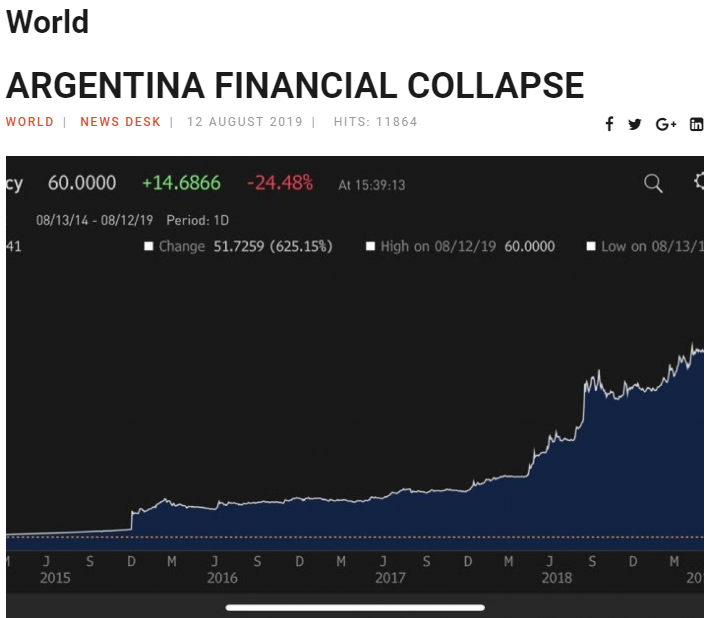 World
ARGENTINA FINANCIAL COLLAPSE
WORLD | NEWS DESK | 12 AUGUST 2019 | HITS: 11864
cy 60.0000 +14.6866 -24.48% At 15:39:13
08/13/14 - 08/12/19 Period: 1D
41 Change 51.7259 (625.15%) High on 08/12/19 60.0000 Low on 08/13/1
M J S D M J S D M J S D M J S D M
2015 2016 2017 2018 20